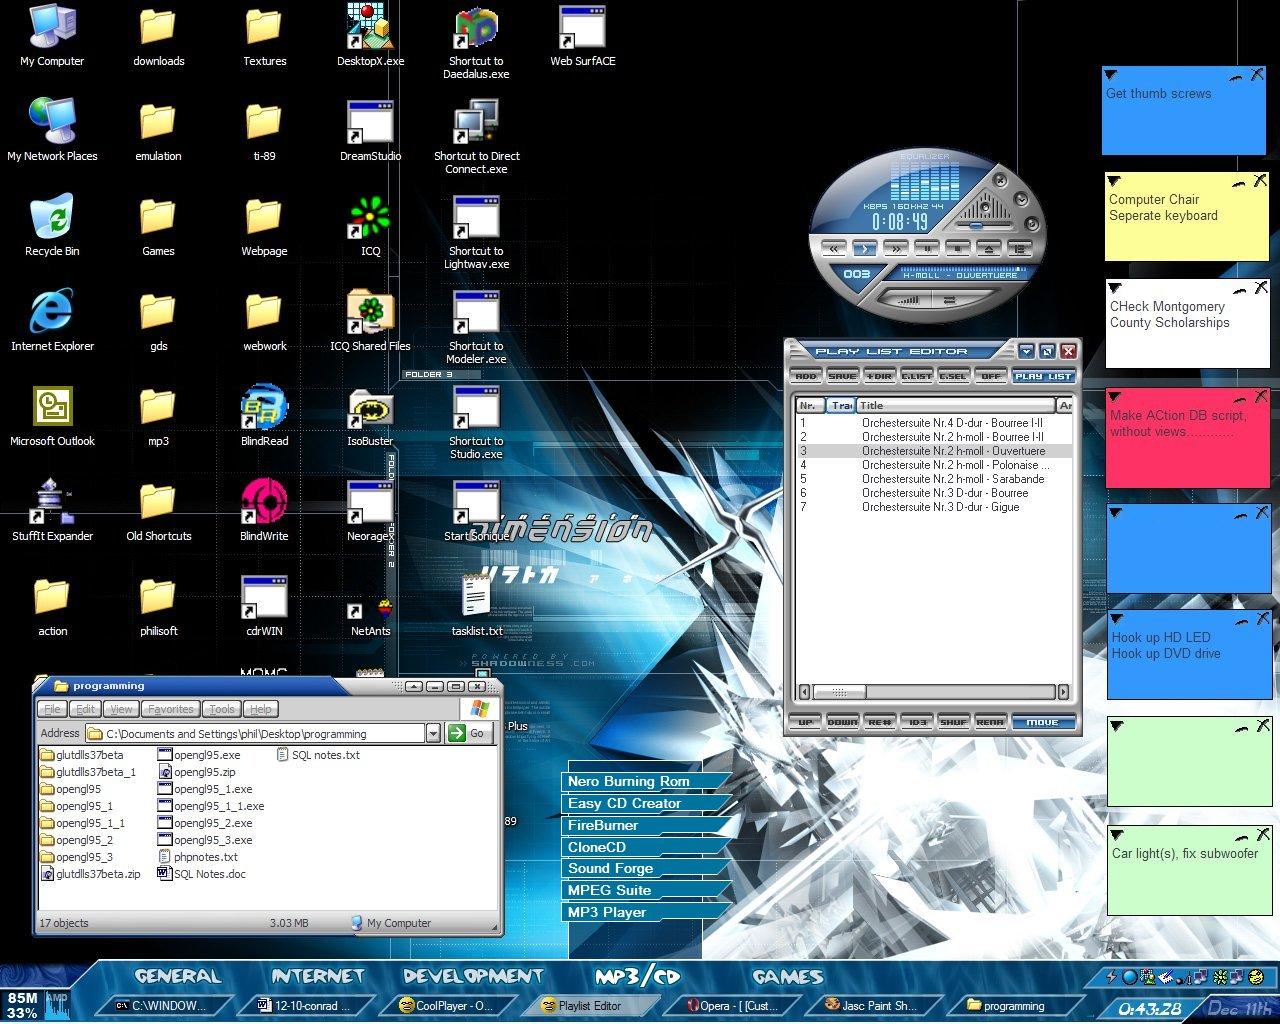 My Computer
downloads
Textures
DesktopX.exe
Shortcut to
Daedalus.exe
Web SurfACE
My Network Places
emulation
ti-89
DreamStudio
Shortcut to Direct
Connect.exe
Recycle Bin
Games
Webpage
ICQ
Shortcut to
Lightwav.exe
Internet Explorer
gds
webwork
ICQ Shared Files
Shortcut to
Modeler.exe
FOLDER 3
Microsoft Outlook
mp3
BlindRead
IsoBuster
Shortcut to
Studio.exe
StuffIt Expander
Old Shortcuts
BlindWrite
Neorage
FOLDER 2
Start Sonique
Dimension
action
philisoft
cdrWIN
NetAnts
tasklist.txt
POWERED BY
SHADOWNESS.COM
Plus
89
EQUALIZER
KBPS 160KHZ 44
0:08:49
003
H-MOLL - OUVERTUERE
PLAY LIST EDITOR
ADD SAVE +DIR C.LIST C.SEL OFF PLAY LIST
Nr. Tra Title Ar
1 Orchestersuite Nr.4 D-dur - Bourree I-II
2 Orchestersuite Nr.2 h-moll - Bourree I-II
3 Orchestersuite Nr.2 h-moll - Ouvertuere
4 Orchestersuite Nr.2 h-moll - Polonaise ...
5 Orchestersuite Nr.2 h-moll - Sarabande
6 Orchestersuite Nr.3 D-dur - Bourree
7 Orchestersuite Nr.3 D-dur - Gigue
UP DOWN RE# ID3 SHUF RENA MOVE
Get thumb screws
Computer Chair
Seperate keyboard
CHeck Montgomery
County Scholarships
Make ACtion DB script,
without views............
Hook up HD LED
Hook up DVD drive
Car light(s), fix subwoofer
programming
File Edit View Favorites Tools Help
Address C:\Documents and Settings\phil\Desktop\programming Go
glutdlls37beta
glutdlls37beta_1
opengl95
opengl95_1
opengl95_1_1
opengl95_2
opengl95_3
glutdlls37beta.zip
opengl95.exe
opengl95.zip
opengl95_1.exe
opengl95_1_1.exe
opengl95_2.exe
opengl95_3.exe
phpnotes.txt
SQL Notes.doc
SQL notes.txt
17 objects 3.03 MB My Computer
Nero Burning Rom
Easy CD Creator
FireBurner
CloneCD
Sound Forge
MPEG Suite
MP3 Player
GENERAL INTERNET DEVELOPMENT MP3/CD GAMES
85M
33%
AMD
C:\WINDOW...
12-10-conrad ...
CoolPlayer - O...
Playlist Editor
Opera - [ [Cust...
Jasc Paint Sh...
programming
0:43:28
Dec 11th